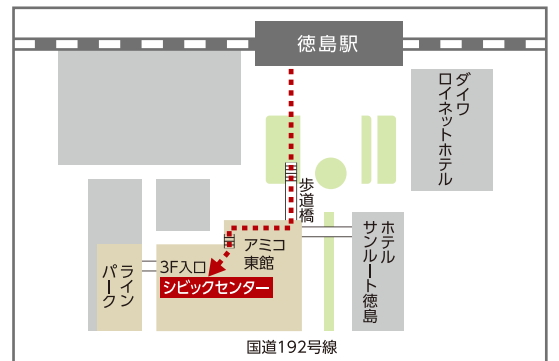 徳島駅
ダイワ
ロイネットホテル
歩道橋
ホテル
サンルート徳島
アミコ
東館
3F入口
シビックセンター
ライン
パーク
国道192号線